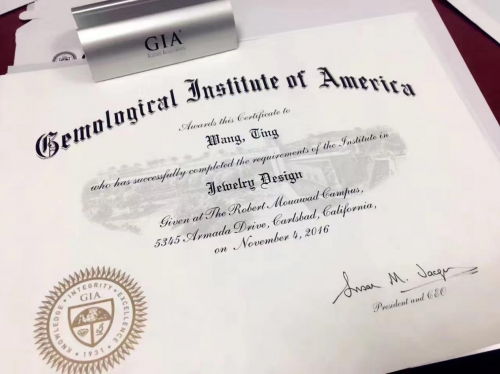 GIA®
Gemological Institute of America
Awards this Certificate to
Wang, Ting
who has successfully completed the requirements of the Institute in
Jewelry Design
Given at The Robert Mouawad Campus,
5345 Armada Drive, Carlsbad, California,
on November 4, 2016
Susan M. Jacques
President and CEO
KNOWLEDGE • INTEGRITY • EXCELLENCE
GIA
1931